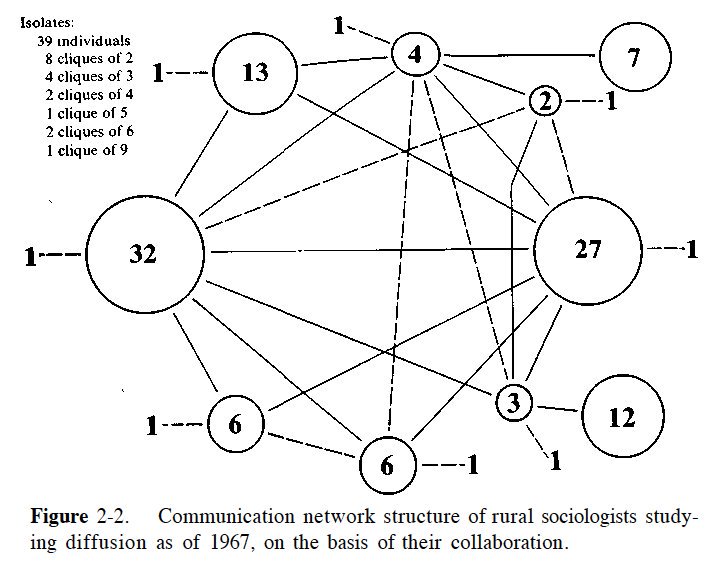 Isolates:
39 individuals
8 cliques of 2
4 cliques of 3
2 cliques of 4
1 clique of 5
2 cliques of 6
1 clique of 9
1
4
7
1
13
2
1
1
32
27
1
1
6
6
1
3
12
1
Figure 2-2. Communication network structure of rural sociologists study-
ing diffusion as of 1967, on the basis of their collaboration.